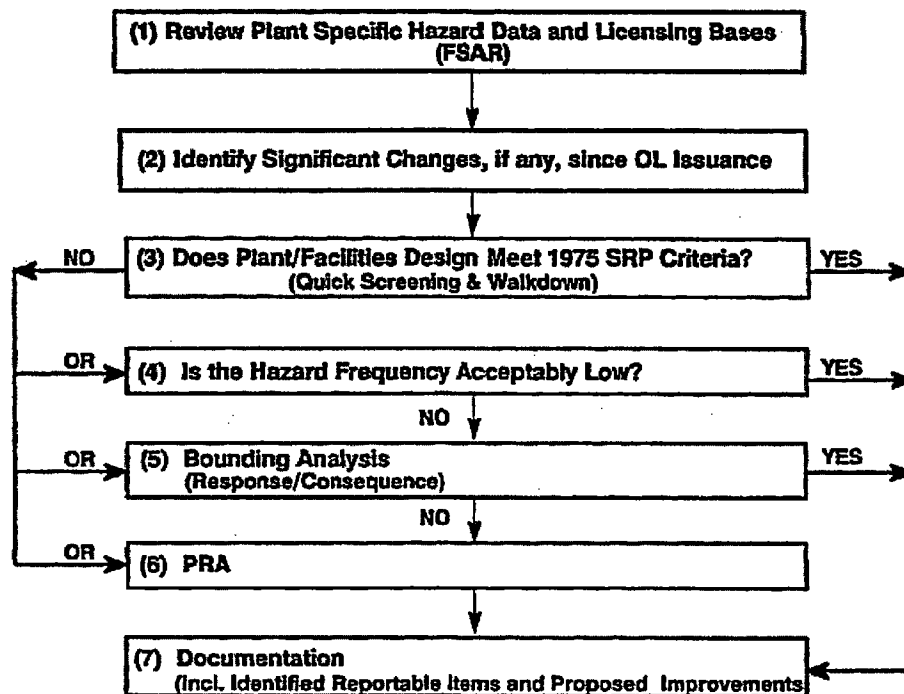 (1) Review Plant Specific Hazard Data and Licensing Bases
(FSAR)
(2) Identify Significant Changes, if any, since OL Issuance
NO
(3) Does Plant/Facilities Design Meet 1975 SRP Criteria?
YES
(Quick Screening & Walkdown)
OR
(4) Is the Hazard Frequency Acceptably Low?
YES
NO
OR
(5) Bounding Analysis
YES
(Response/Consequence)
NO
OR
(6) PRA
(7) Documentation
(Incl. Identified Reportable Items and Proposed Improvements